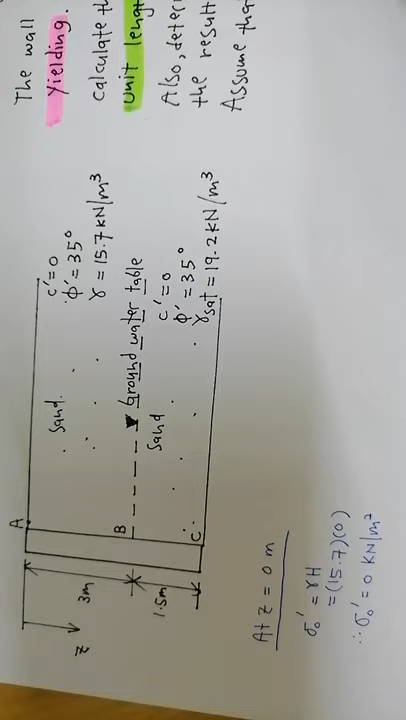 The wall
Yielding.
Calculate th
unit leng
Also, deter
the result
Assume tha
A
Sand.
c' = 0
ϕ' = 35°
γ = 15.7 kN/m³
3m
z
B
Ground water table
Sand
c' = 0
ϕ' = 35°
γsat = 19.2 kN/m³
1.5m
C
At z = 0 m
σo' = γH
= (15.7)(0)
∴ σo' = 0 kN/m²